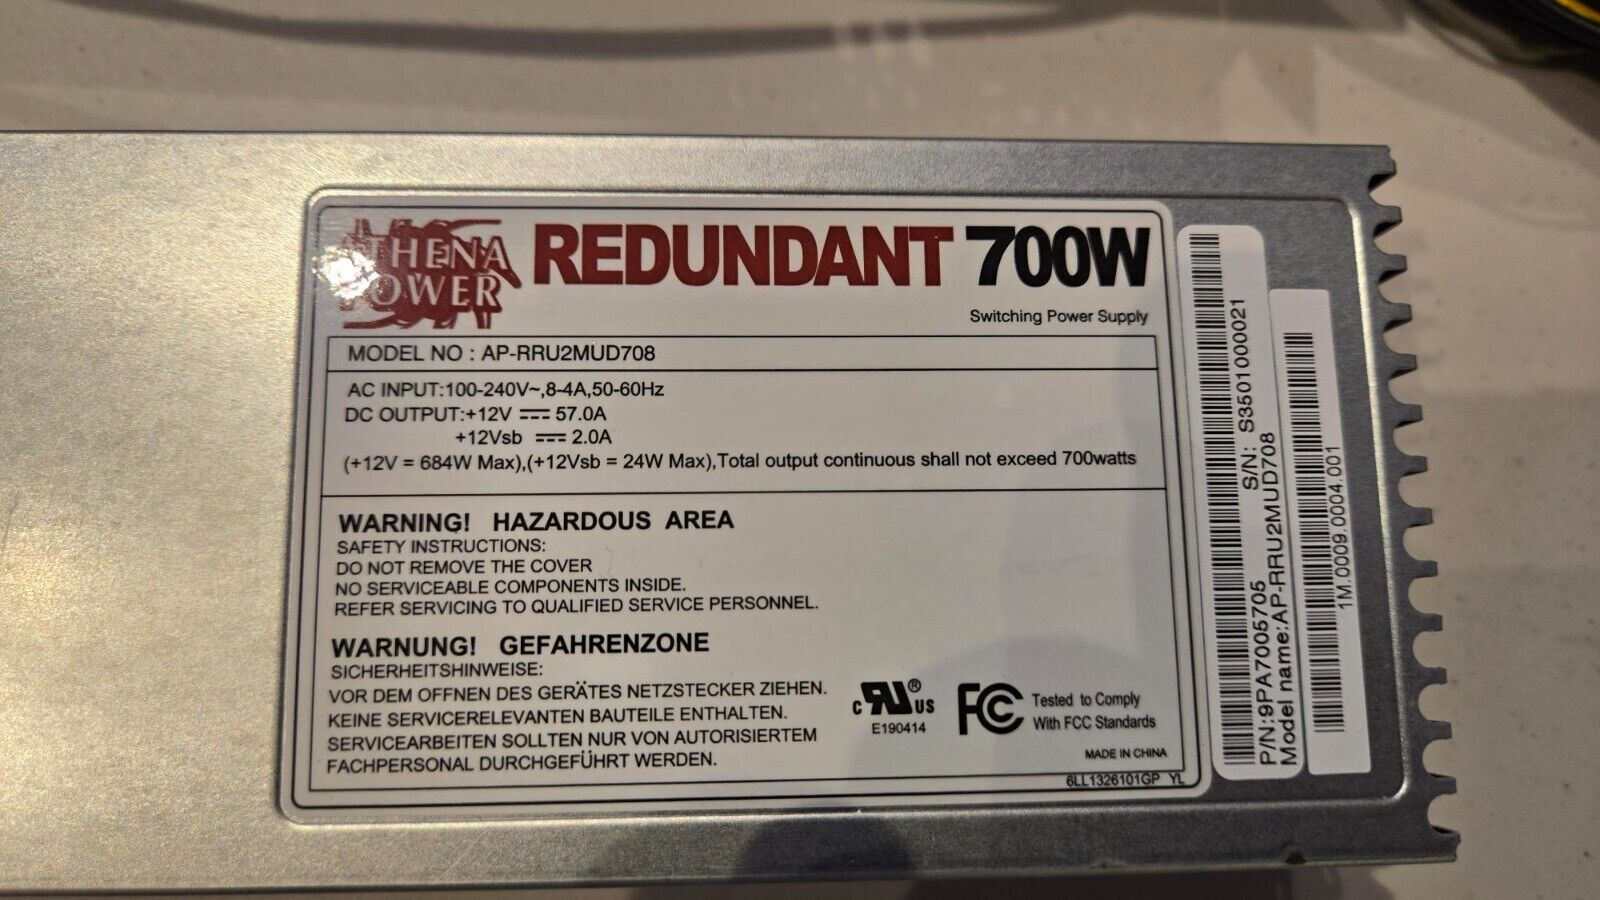 ATHENA
POWER
REDUNDANT 700W
Switching Power Supply
MODEL NO : AP-RRU2MUD708
AC INPUT:100-240V~,8-4A,50-60Hz
DC OUTPUT:+12V ⎓ 57.0A
+12Vsb ⎓ 2.0A
(+12V = 684W Max),(+12Vsb = 24W Max),Total output continuous shall not exceed 700watts
WARNING! HAZARDOUS AREA
SAFETY INSTRUCTIONS:
DO NOT REMOVE THE COVER
NO SERVICEABLE COMPONENTS INSIDE.
REFER SERVICING TO QUALIFIED SERVICE PERSONNEL.
WARNUNG! GEFAHRENZONE
SICHERHEITSHINWEISE:
VOR DEM OFFNEN DES GERÄTES NETZSTECKER ZIEHEN.
KEINE SERVICERELEVANTEN BAUTEILE ENTHALTEN.
SERVICEARBEITEN SOLLTEN NUR VON AUTORISIERTEM
FACHPERSONAL DURCHGEFÜHRT WERDEN.
c RU ® US
E190414
FC Tested to Comply
With FCC Standards
MADE IN CHINA
6LL1326101GP YL
S/N: S3501000021
P/N:9PA7005705
Model name:AP-RRU2MUD708
1M.0009.0004.001